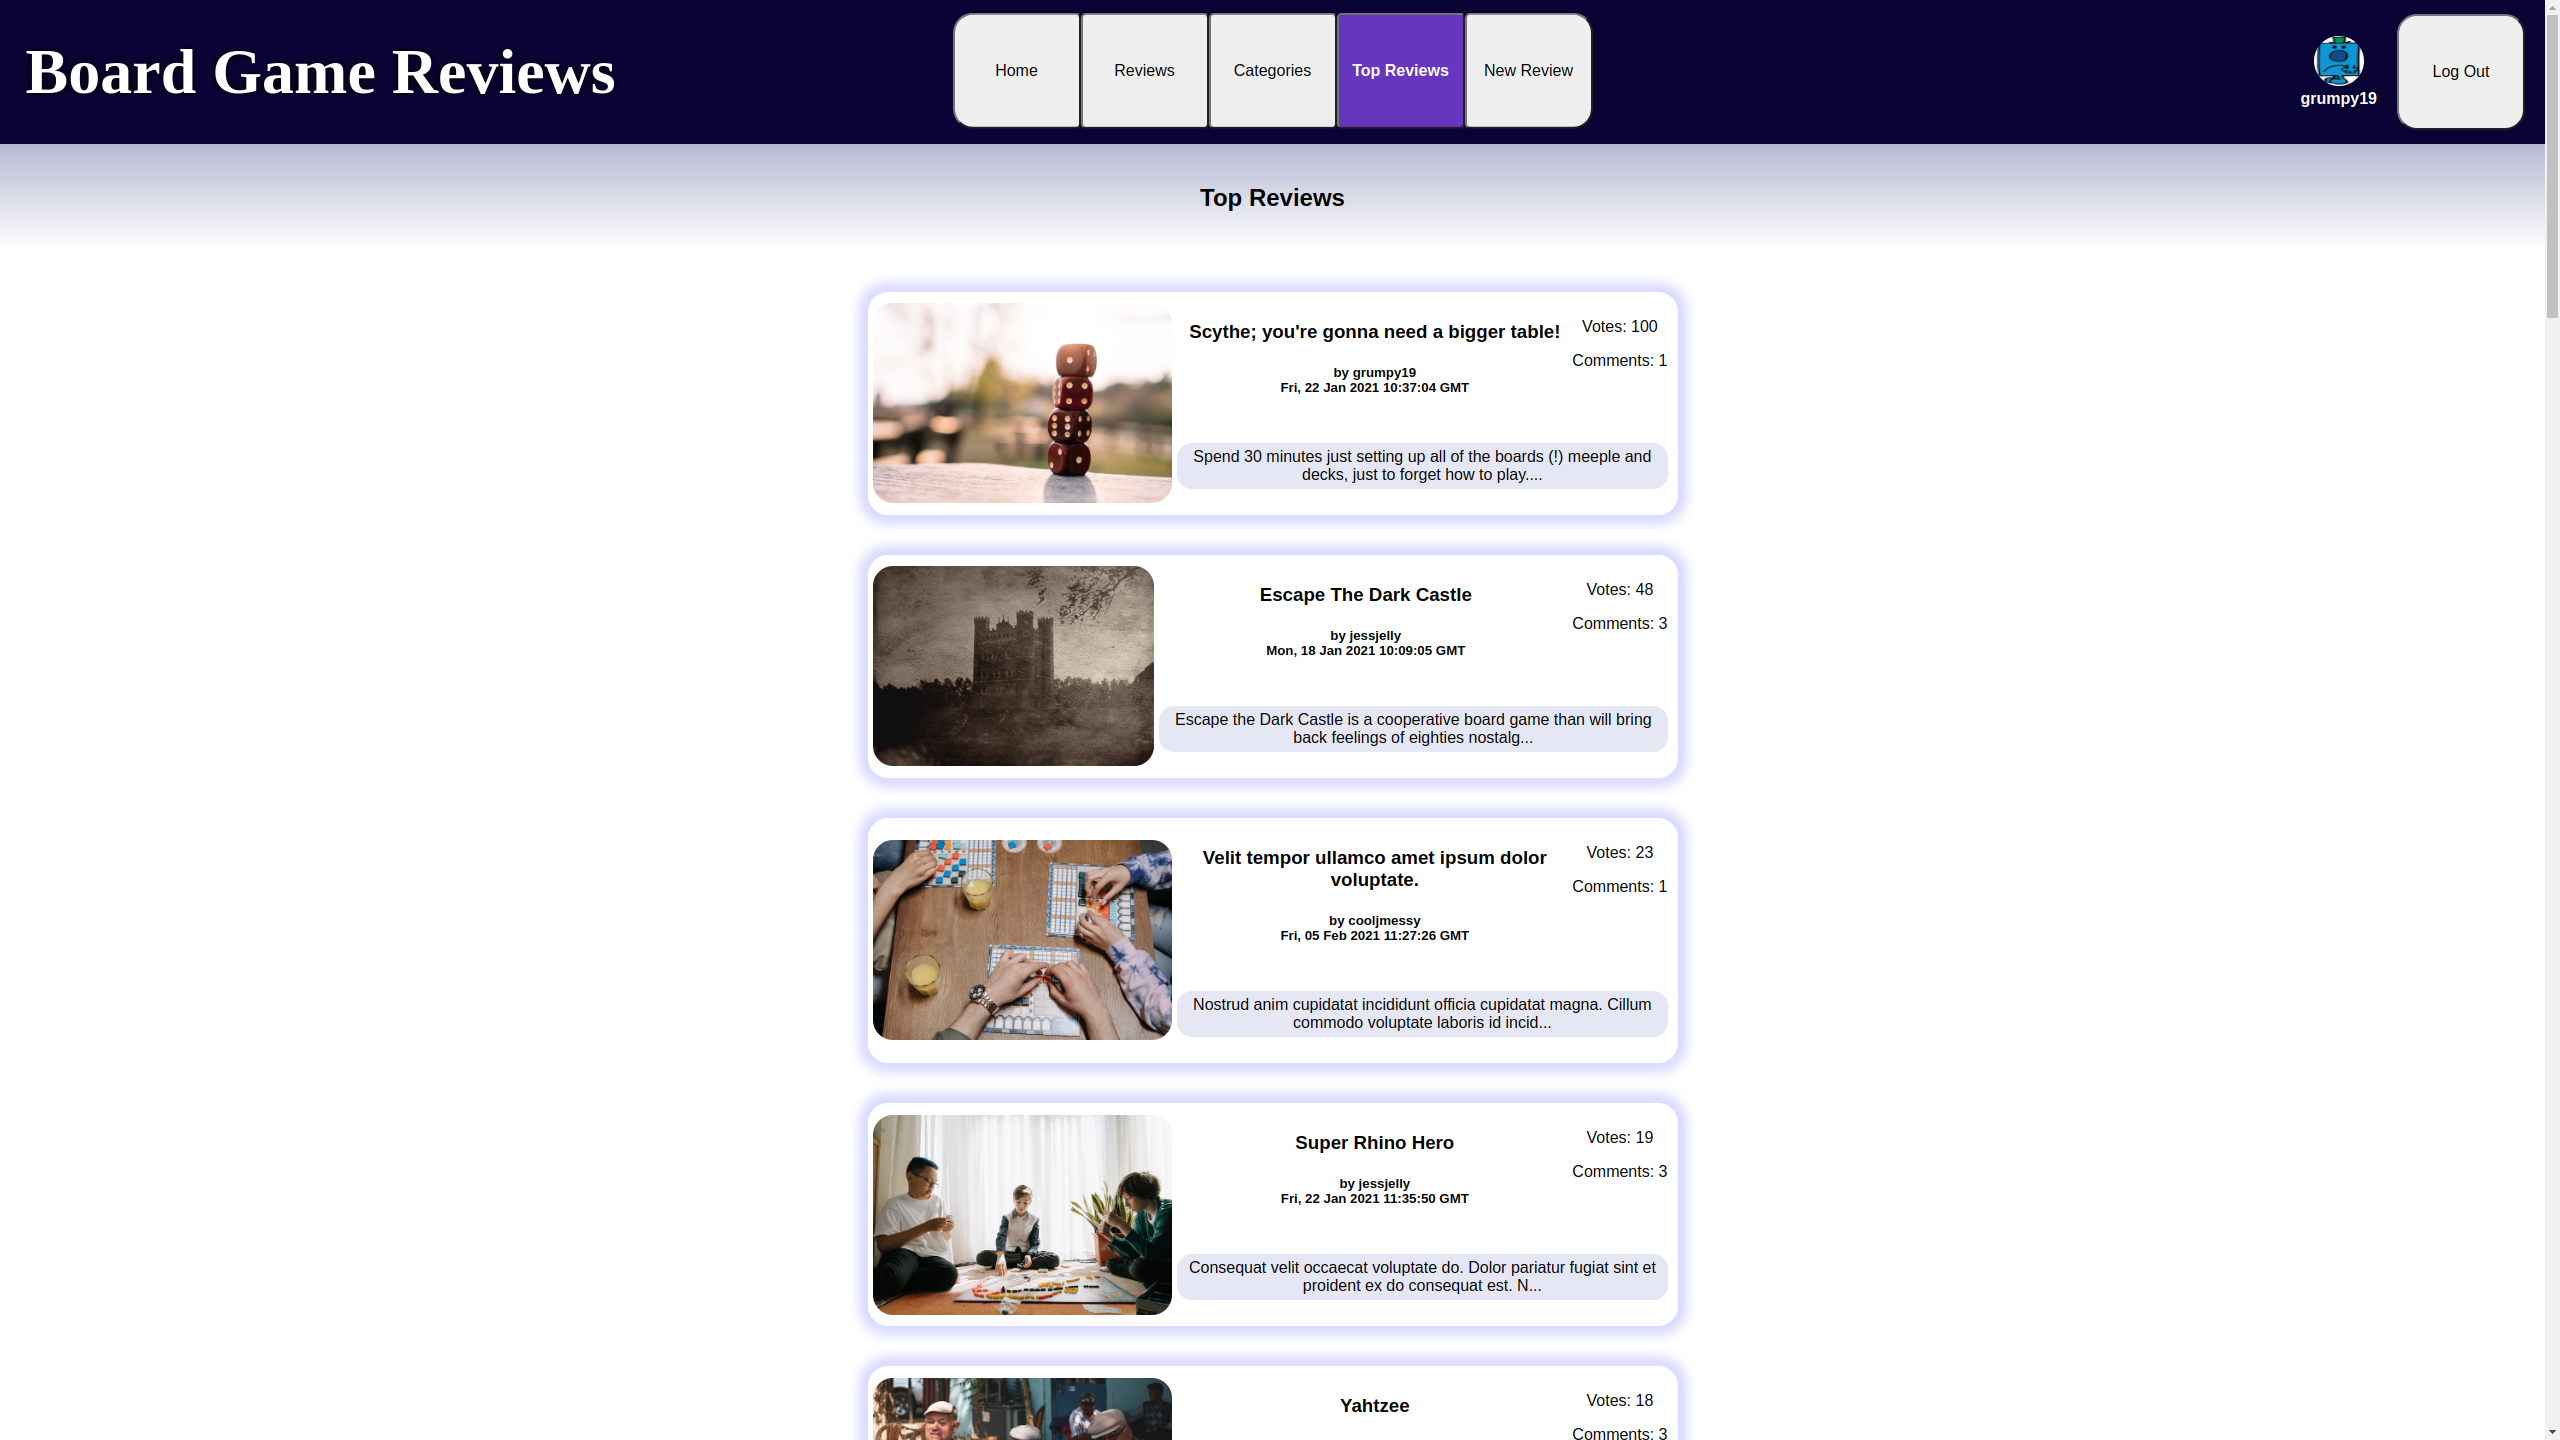 Board Game Reviews
Home
Reviews
Categories
Top Reviews
New Review
grumpy19
Log Out
Top Reviews
Scythe; you're gonna need a bigger table!
by grumpy19
Fri, 22 Jan 2021 10:37:04 GMT
Votes: 100
Comments: 1
Spend 30 minutes just setting up all of the boards (!) meeple and
decks, just to forget how to play....
Escape The Dark Castle
by jessjelly
Mon, 18 Jan 2021 10:09:05 GMT
Votes: 48
Comments: 3
Escape the Dark Castle is a cooperative board game than will bring
back feelings of eighties nostalg...
Velit tempor ullamco amet ipsum dolor
voluptate.
by cooljmessy
Fri, 05 Feb 2021 11:27:26 GMT
Votes: 23
Comments: 1
Nostrud anim cupidatat incididunt officia cupidatat magna. Cillum
commodo voluptate laboris id incid...
Super Rhino Hero
by jessjelly
Fri, 22 Jan 2021 11:35:50 GMT
Votes: 19
Comments: 3
Consequat velit occaecat voluptate do. Dolor pariatur fugiat sint et
proident ex do consequat est. N...
Yahtzee
Votes: 18
Comments: 3